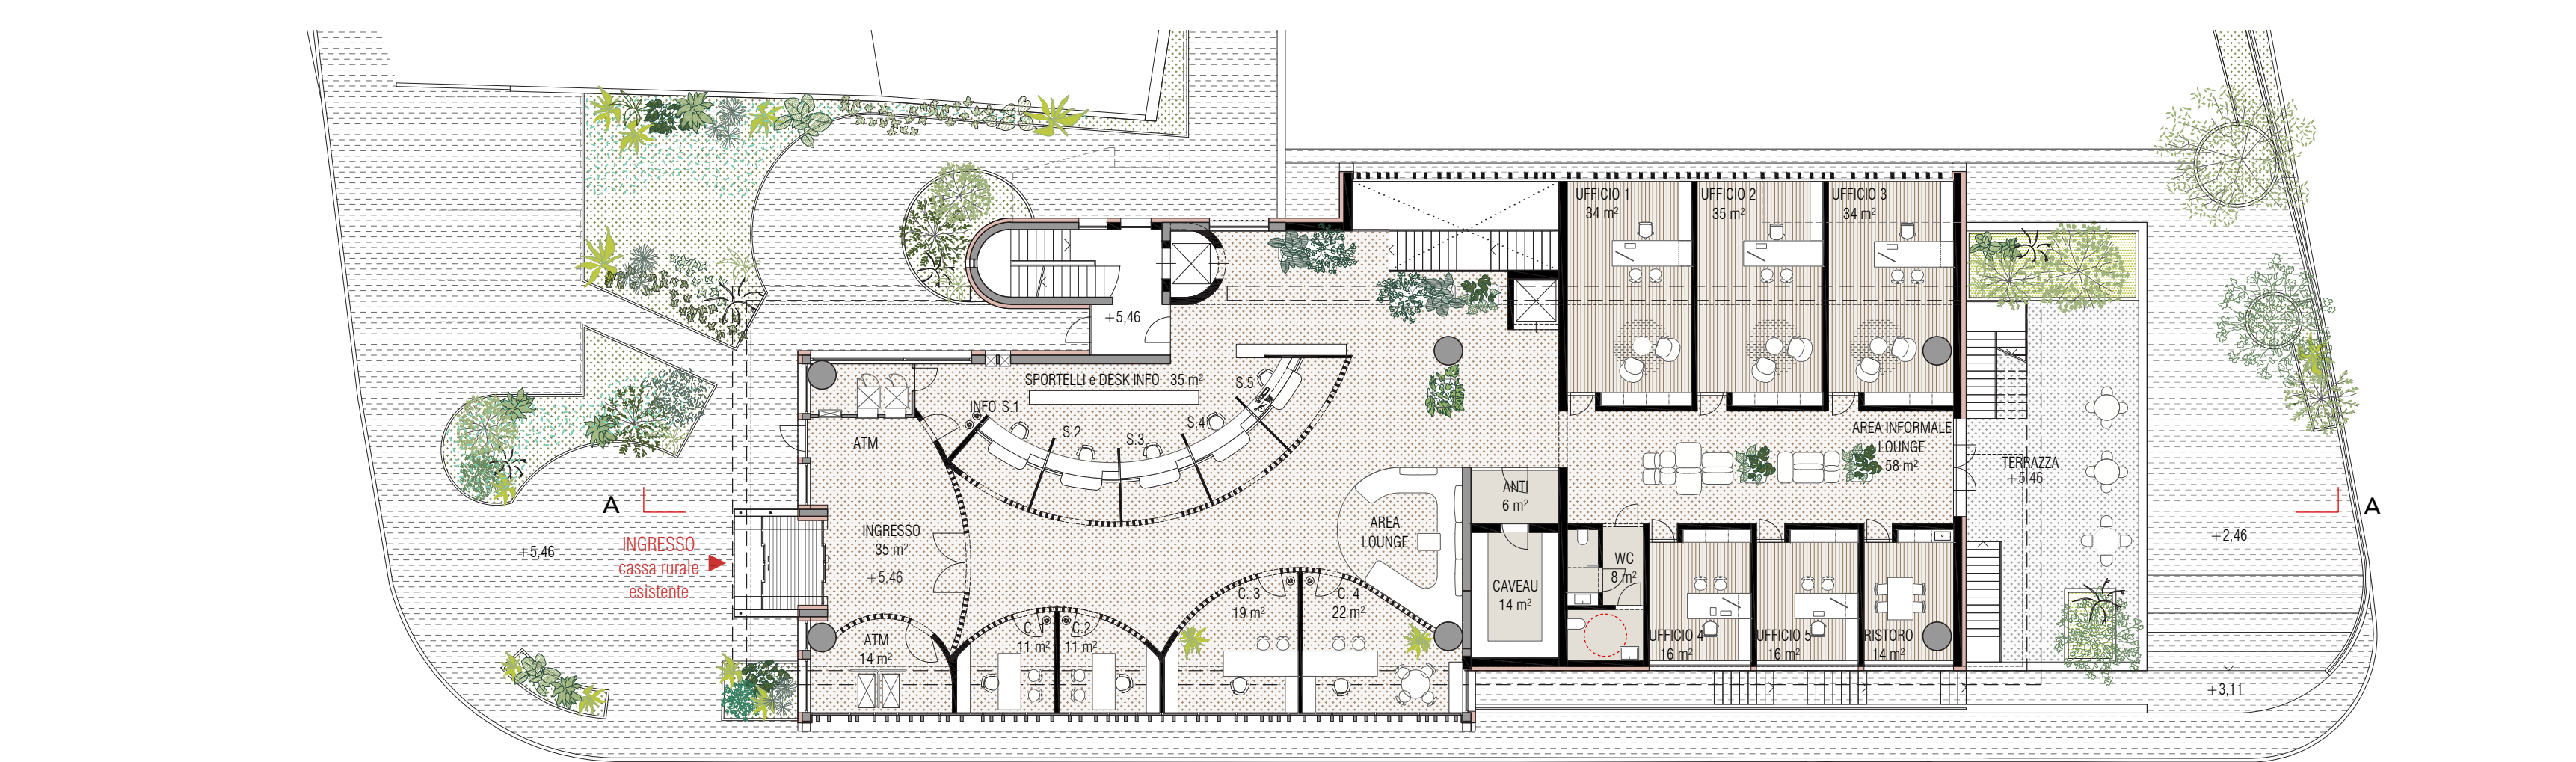 UFFICIO 1
34 m²
UFFICIO 2
35 m²
UFFICIO 3
34 m²
+5,46
SPORTELLI e DESK INFO 35 m²
INFO-S.1
S.2
S.3
S.4
S.5
ATM
AREA INFORMALE
LOUNGE
58 m²
TERRAZZA
+5,46
ANTI
6 m²
A
A
INGRESSO
cassa rurale
esistente
+5,46
INGRESSO
35 m²
+5,46
AREA
LOUNGE
CAVEAU
14 m²
WC
8 m²
+2,46
C. 3
19 m²
C. 4
22 m²
C. 1
11 m²
C.2
11 m²
ATM
14 m²
UFFICIO 4
16 m²
UFFICIO 5
16 m²
RISTORO
14 m²
+3,11